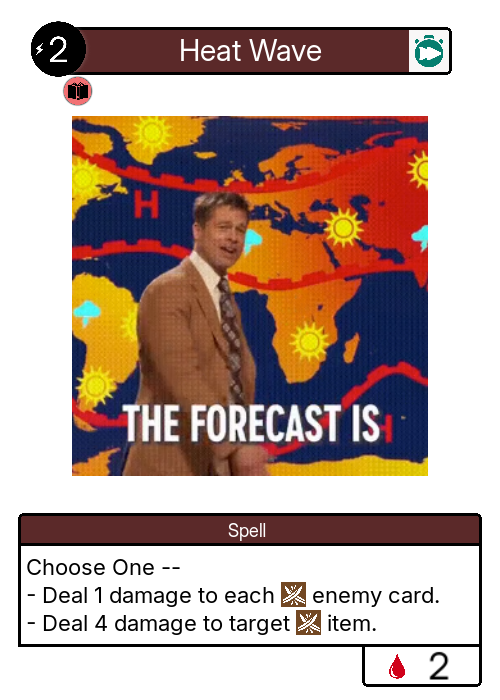 2
Heat Wave
H
THE FORECAST IS
H
Spell
Choose One --
- Deal 1 damage to each enemy card.
- Deal 4 damage to target item.
2